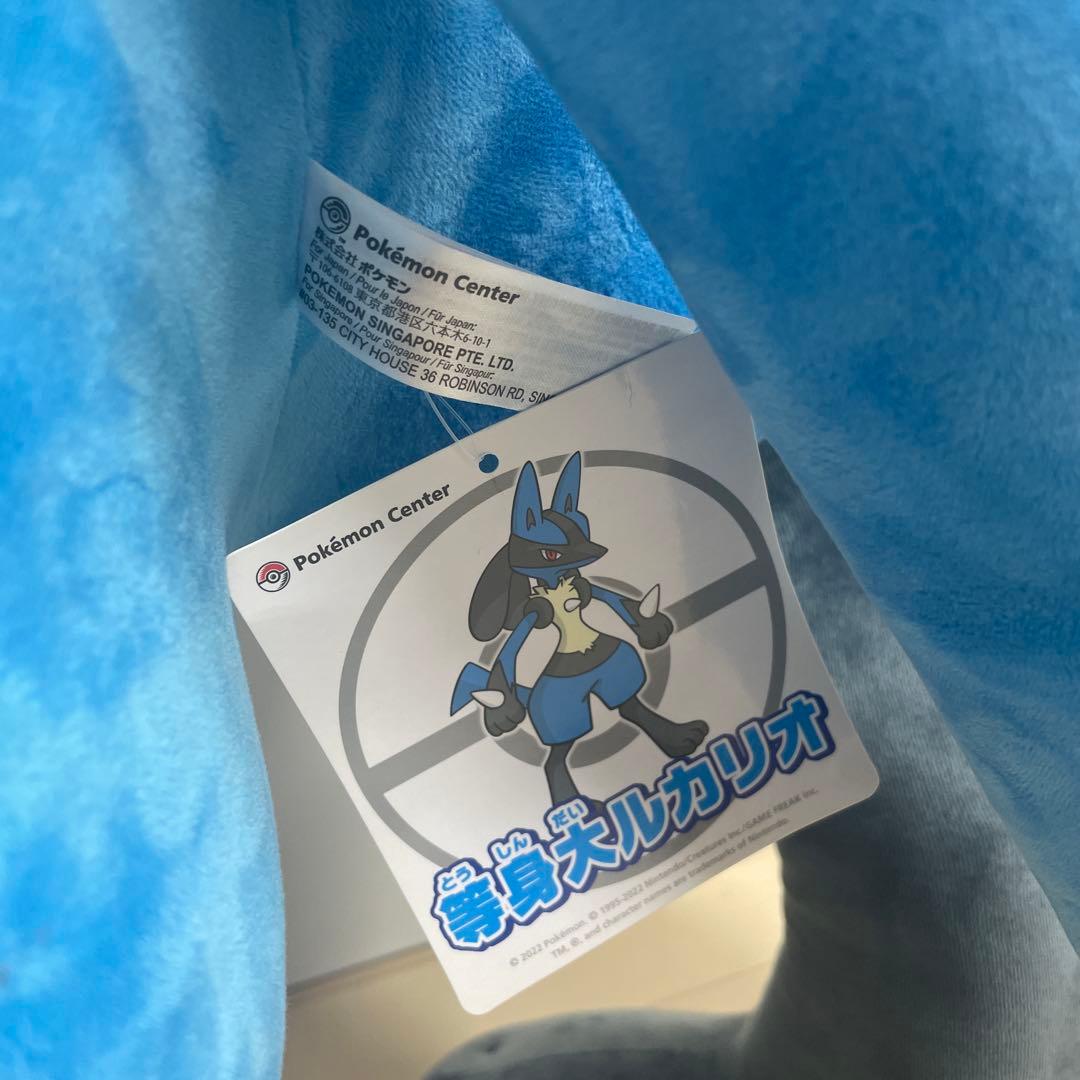 Pokémon Center
株式会社 ポケモン
For Japan / Pour le Japon / Für Japan:
〒106-6108 東京都港区六本木6-10-1
POKEMON SINGAPORE PTE. LTD.
For Singapore / Pour Singapour / Für Singapur:
#03-135 CITY HOUSE 36 ROBINSON RD,
Pokémon Center
とう しん だい
等身大ルカリオ
© 2022 Pokémon. © 1995-2022 Nintendo/Creatures Inc./GAME FREAK inc.
TM, ®, and character names are trademarks of Nintendo.